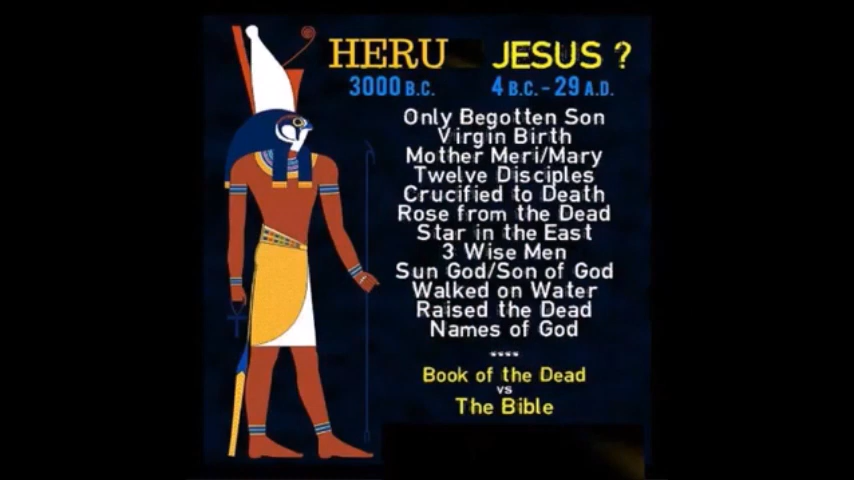 HERU JESUS ?
3000 B.C. 4 B.C. - 29 A.D.
Only Begotten Son
Virgin Birth
Mother Meri/Mary
Twelve Disciples
Crucified to Death
Rose from the Dead
Star in the East
3 Wise Men
Sun God/Son of God
Walked on Water
Raised the Dead
Names of God
----
Book of the Dead
vs
The Bible